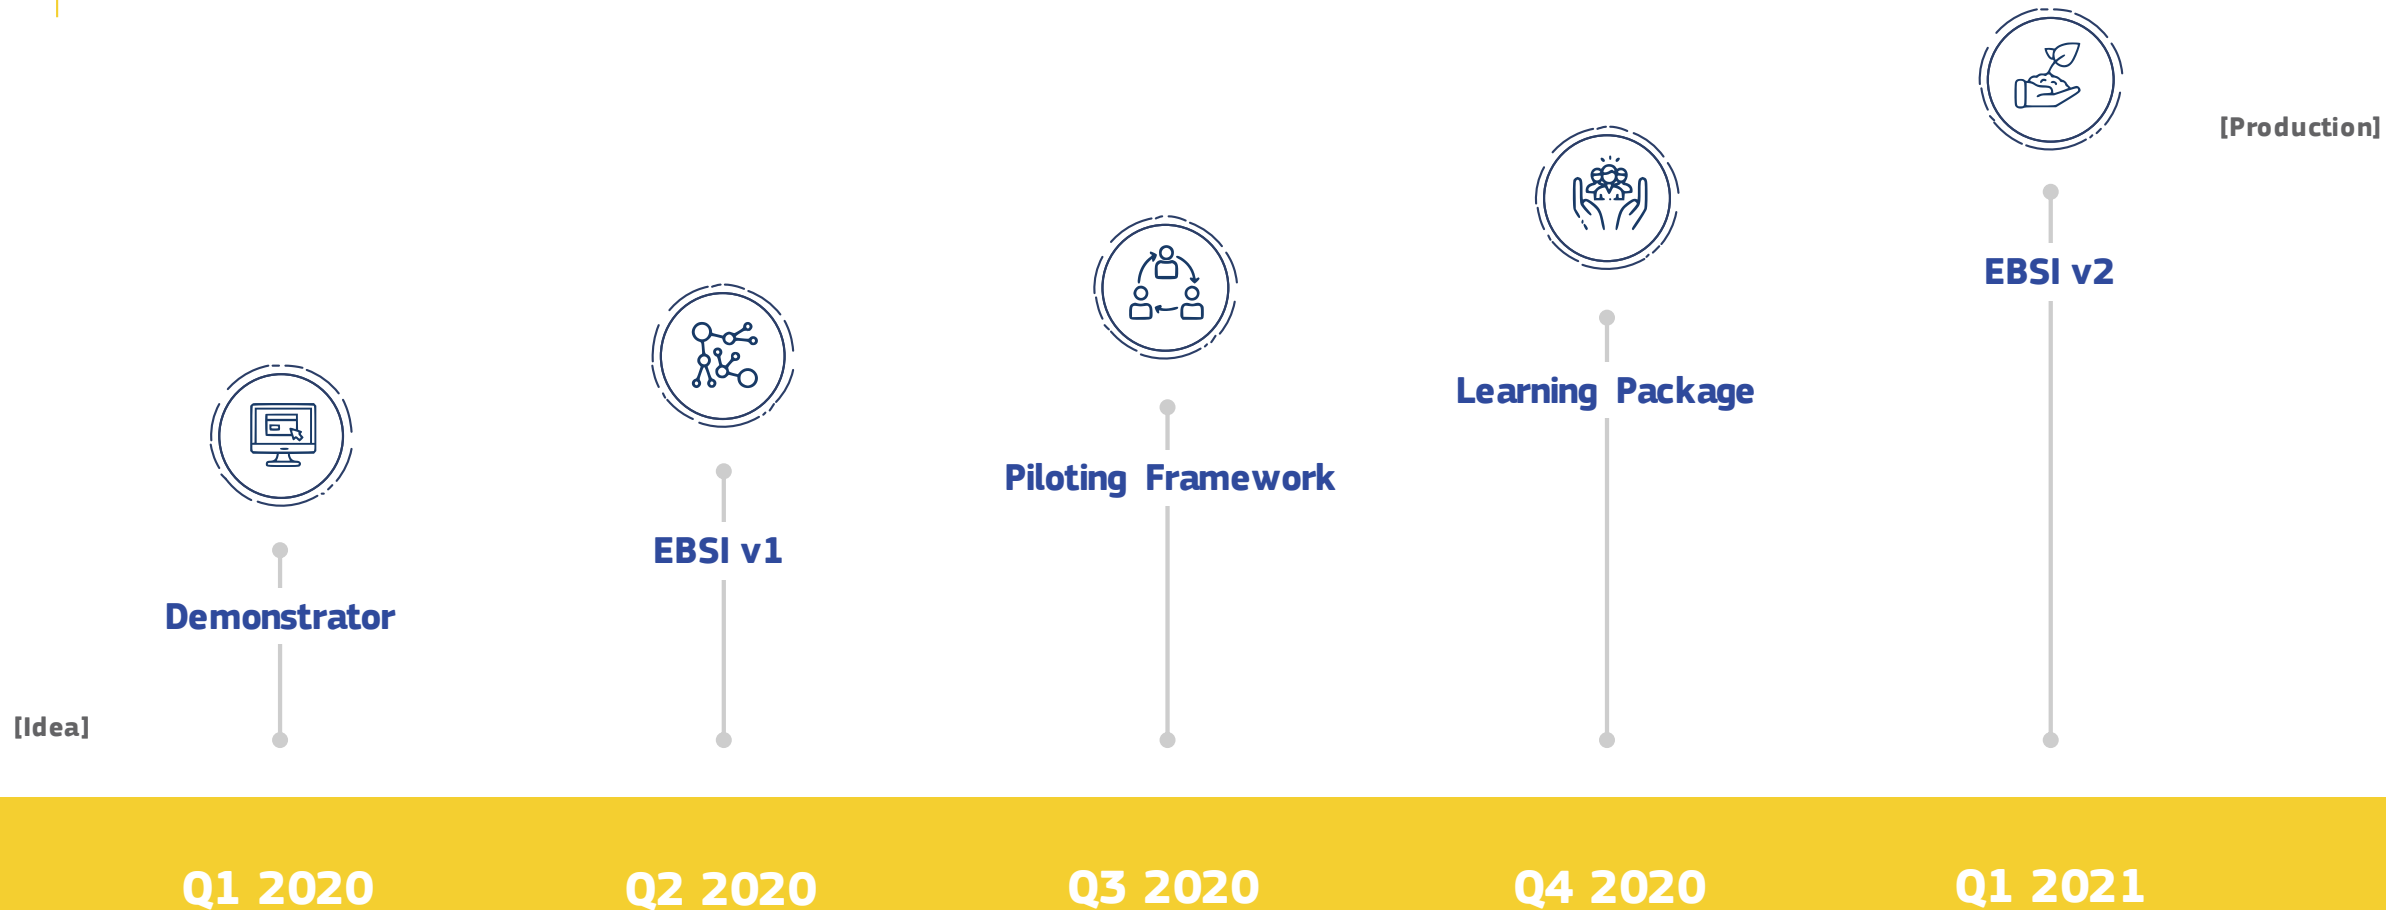 [Production]
EBSI v2
Learning Package
Piloting Framework
EBSI v1
Demonstrator
[Idea]
Q1 2020
Q2 2020
Q3 2020
Q4 2020
Q1 2021